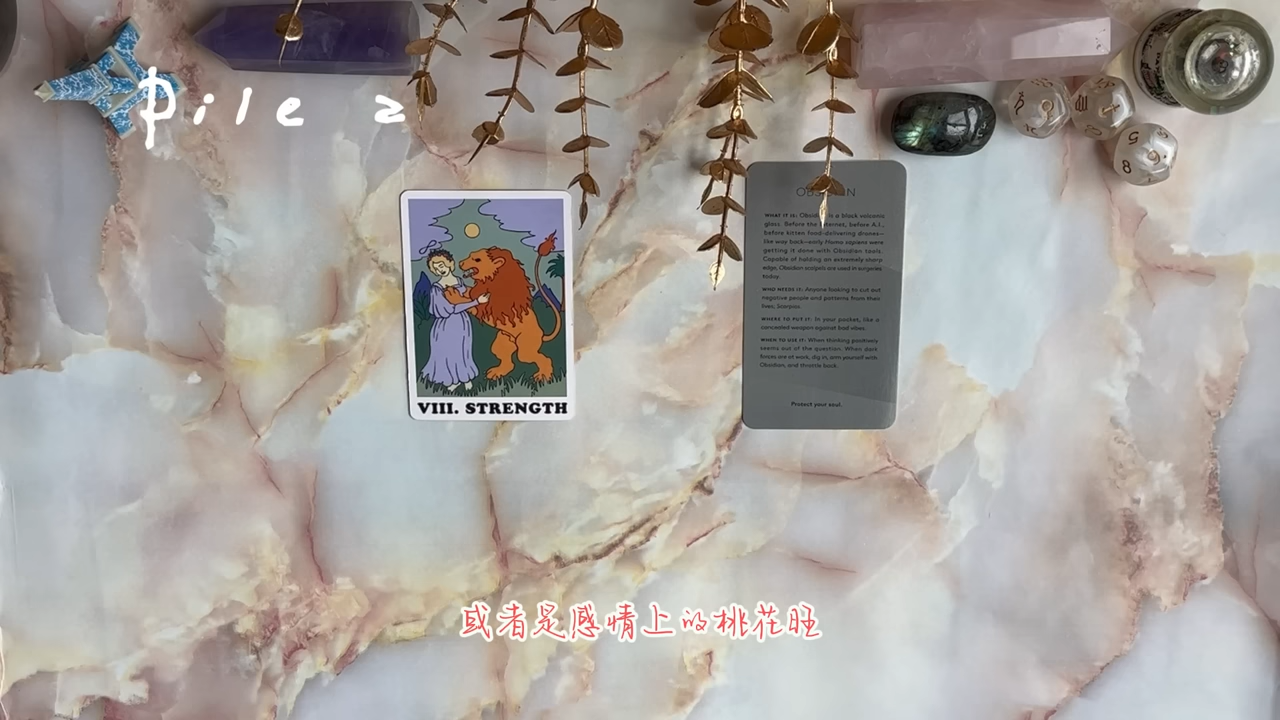 pile 2
VIII. STRENGTH
WHAT IT IS: Obsidian is a black volcanic
glass. Before the Internet, before A.I.,
before kitten food-delivering drones—
like way back—early Homo sapiens were
getting it done with Obsidian tools.
Capable of holding an extremely sharp
edge, Obsidian scalpels are used in surgeries
today.
WHO NEEDS IT: Anyone looking to cut out
negative people and patterns from their
lives; Scorpios.
WHERE TO PUT IT: In your pocket, like a
concealed weapon against bad vibes.
WHEN TO USE IT: When thinking positively
seems out of the question. When dark
forces are at work, dig in, arm yourself with
Obsidian, and throttle back.
Protect your soul.
8
5
或者是感情上的桃花旺